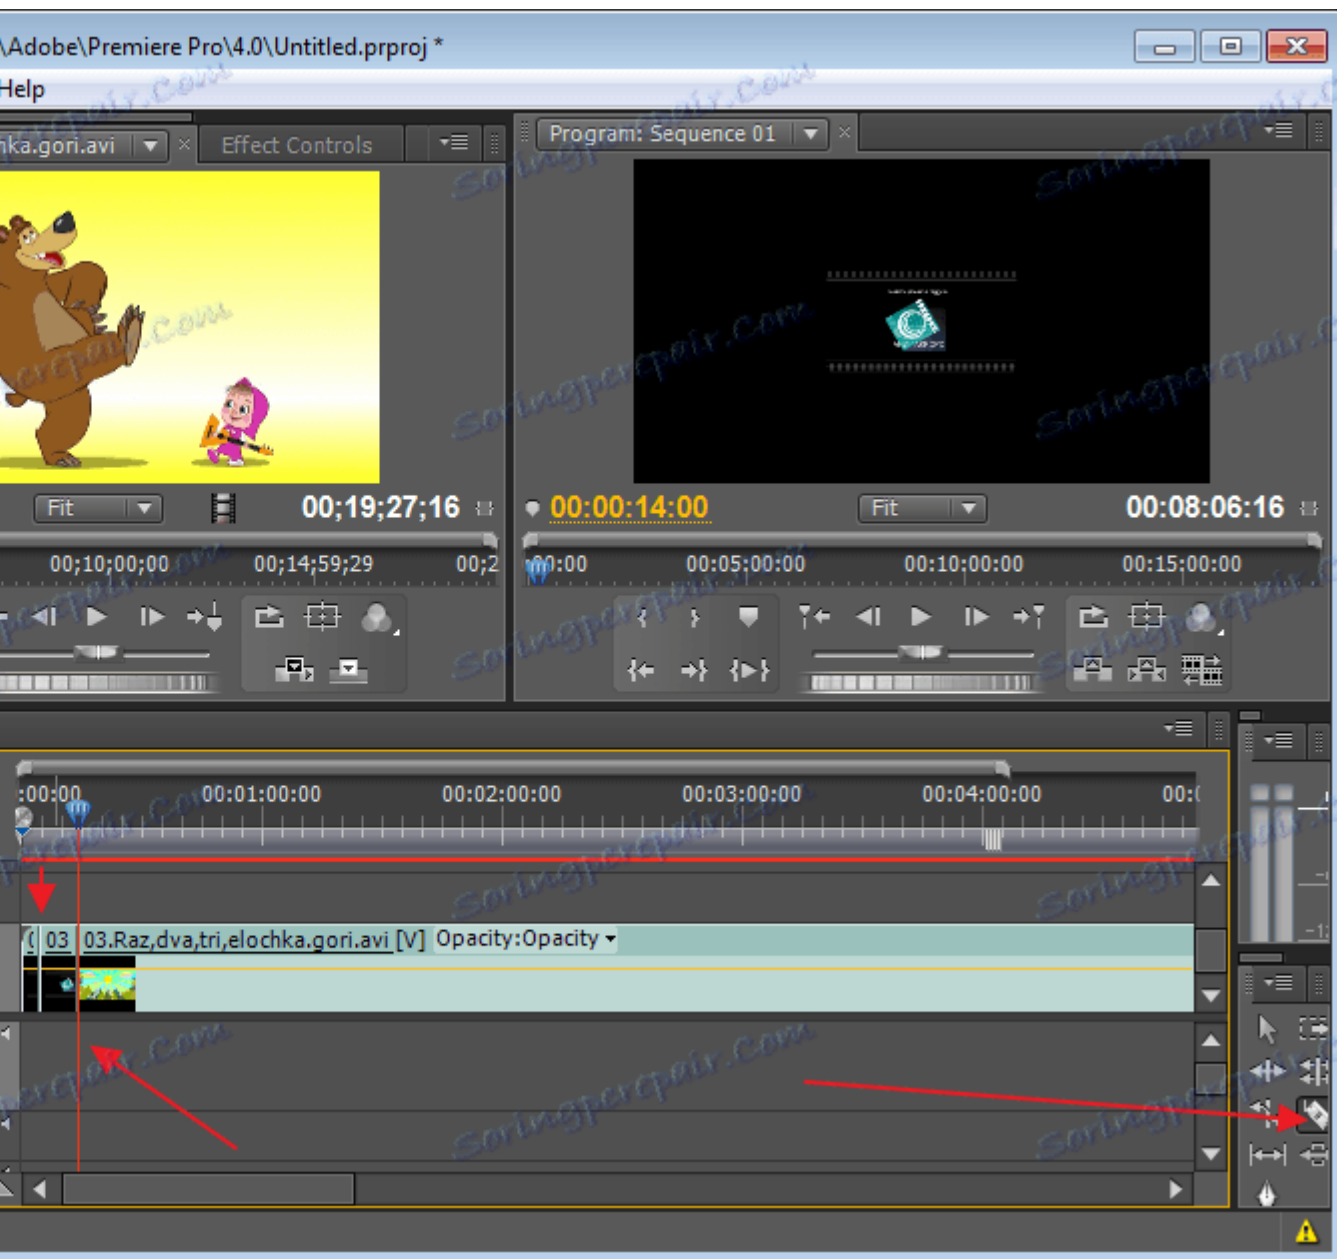 \Adobe\Premiere Pro\4.0\Untitled.prproj *
Help
hka.gori.avi
Effect Controls
Program: Sequence 01
Fit
00;19;27;16
00:00:14:00
Fit
00:08:06:16
00;10;00;00 00;14;59;29 00;2
:00:00 00:05:00:00 00:10:00:00 00:15:00:00
:00:00 00:01:00:00 00:02:00:00 00:03:00:00 00:04:00:00 00:0
03 03.Raz,dva,tri,elochka.gori.avi [V] Opacity:Opacity
Soringpcrepair.Com